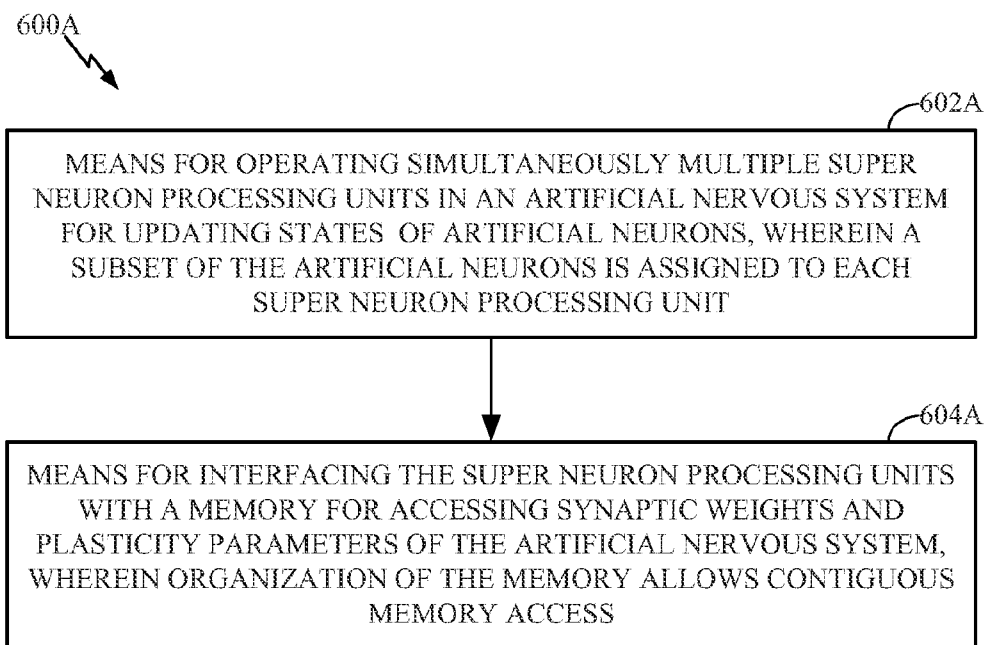 600A
602A
MEANS FOR OPERATING SIMULTANEOUSLY MULTIPLE SUPER
NEURON PROCESSING UNITS IN AN ARTIFICIAL NERVOUS SYSTEM
FOR UPDATING STATES OF ARTIFICIAL NEURONS, WHEREIN A
SUBSET OF THE ARTIFICIAL NEURONS IS ASSIGNED TO EACH
SUPER NEURON PROCESSING UNIT
604A
MEANS FOR INTERFACING THE SUPER NEURON PROCESSING UNITS
WITH A MEMORY FOR ACCESSING SYNAPTIC WEIGHTS AND
PLASTICITY PARAMETERS OF THE ARTIFICIAL NERVOUS SYSTEM,
WHEREIN ORGANIZATION OF THE MEMORY ALLOWS CONTIGUOUS
MEMORY ACCESS